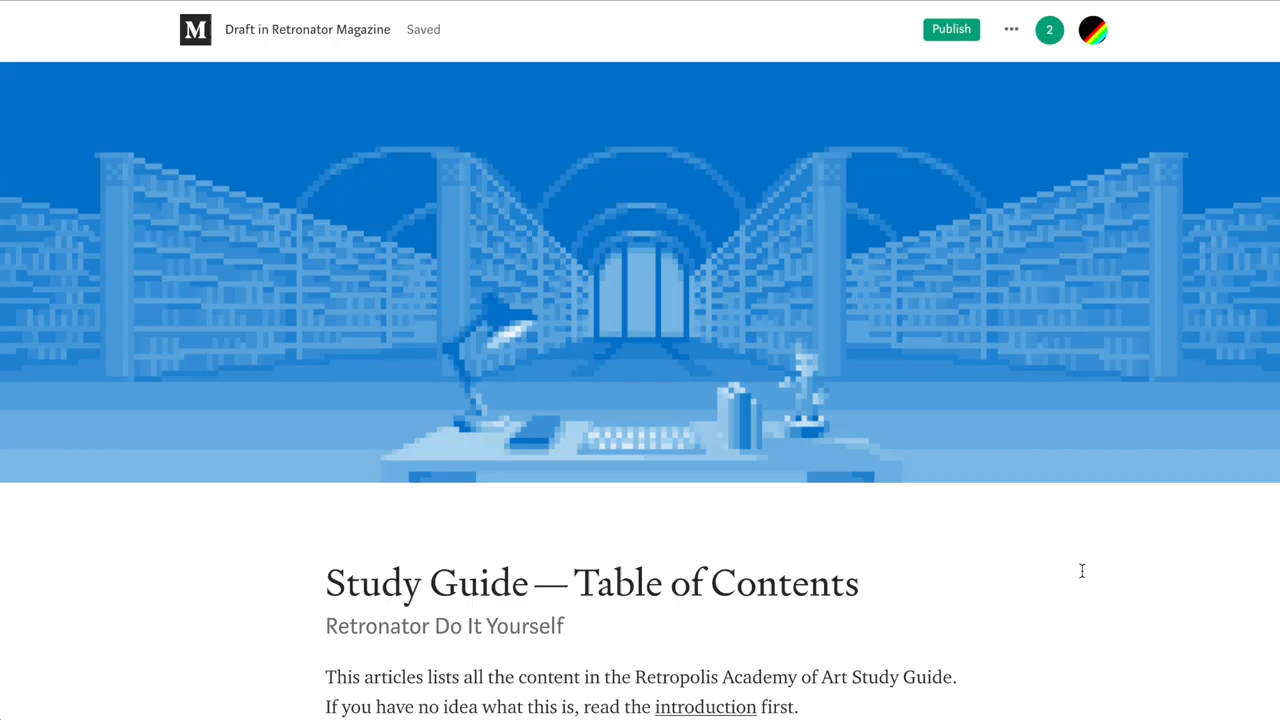 M Draft in Retronator Magazine Saved Publish ••• 2
Study Guide — Table of Contents
Retronator Do It Yourself
This articles lists all the content in the Retropolis Academy of Art Study Guide.
If you have no idea what this is, read the introduction first.